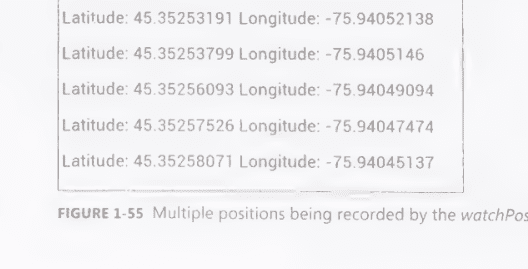 Latitude: 45.35253191 Longitude: -75.94052138
Latitude: 45.35253799 Longitude: -75.9405146
Latitude: 45.35256093 Longitude: -75.94049094
Latitude: 45.35257526 Longitude: -75.94047474
Latitude: 45.35258071 Longitude: -75.94045137
FIGURE 1-55 Multiple positions being recorded by the watchPos